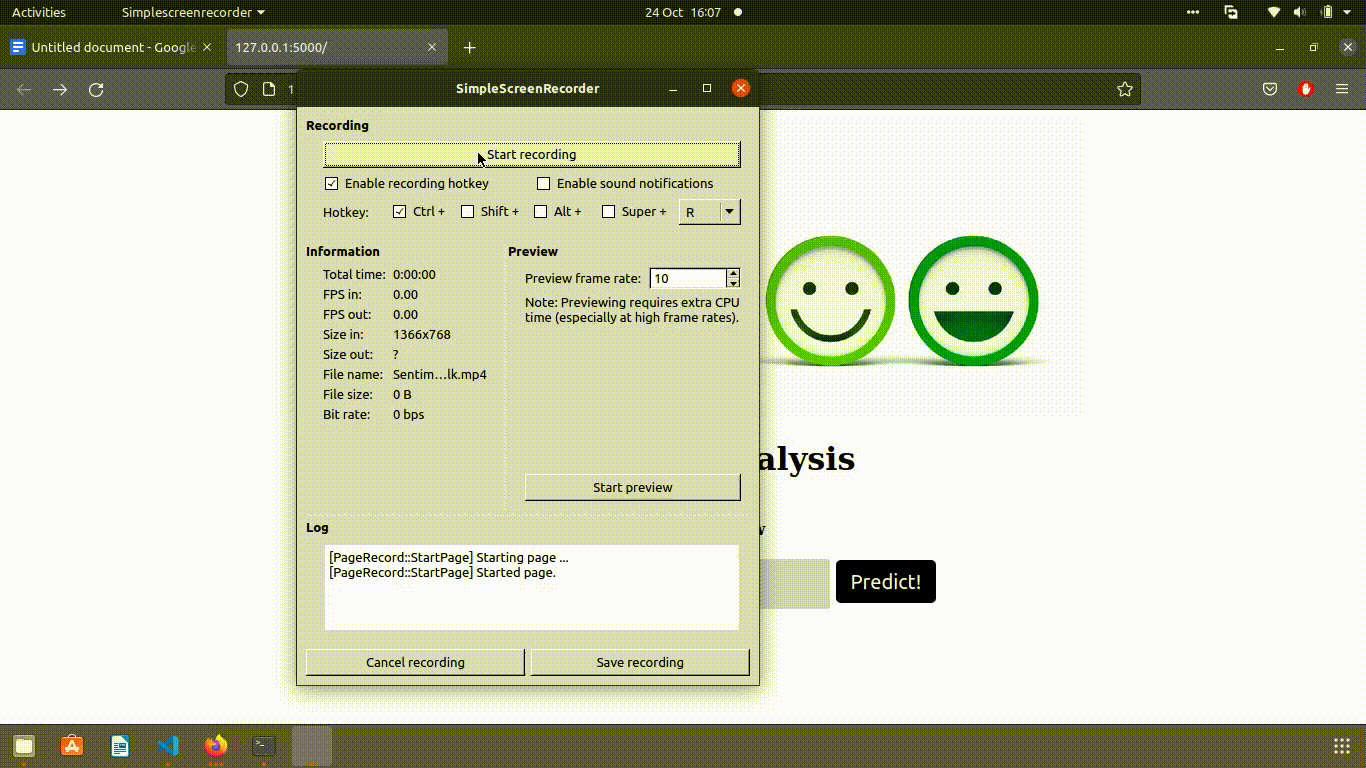 Activities Simplescreenrecorder 24 Oct 16:07
Untitled document - Google
127.0.0.1:5000/
1
SimpleScreenRecorder
Recording
Start recording
Enable recording hotkey Enable sound notifications
Hotkey: Ctrl + Shift + Alt + Super + R
Information
Total time: 0:00:00
FPS in: 0.00
FPS out: 0.00
Size in: 1366x768
Size out: ?
File name: Sentim...lk.mp4
File size: 0 B
Bit rate: 0 bps
Preview
Preview frame rate: 10
Note: Previewing requires extra CPU
time (especially at high frame rates).
Start preview
alysis
Log
[PageRecord::StartPage] Starting page ...
[PageRecord::StartPage] Started page.
Predict!
Cancel recording Save recording